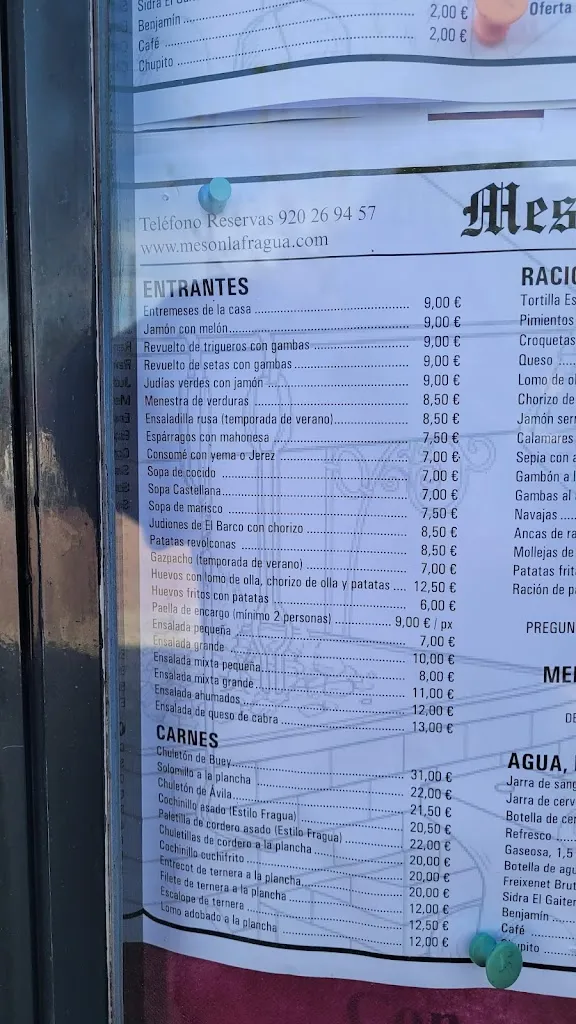 Benjamín ... 2,00 €
Café ... 2,00 €
Chupito
Oferta
Teléfono Reservas 920 26 94 57
www.mesonlafragua.com
Mes
ENTRANTES
Entremeses de la casa ... 9,00 €
Jamón con melón ... 9,00 €
Revuelto de trigueros con gambas ... 9,00 €
Revuelto de setas con gambas ... 9,00 €
Judías verdes con jamón ... 9,00 €
Menestra de verduras ... 8,50 €
Ensaladilla rusa (temporada de verano) ... 8,50 €
Espárragos con mahonesa ... 7,50 €
Consomé con yema o Jerez ... 7,00 €
Sopa de cocido ... 7,00 €
Sopa Castellana ... 7,00 €
Sopa de marisco ... 7,50 €
Judiones de El Barco con chorizo ... 8,50 €
Patatas revolconas ... 8,50 €
Gazpacho (temporada de verano) ... 7,00 €
Huevos con lomo de olla, chorizo de olla y patatas ... 12,50 €
Huevos fritos con patatas ... 6,00 €
Paella de encargo (mínimo 2 personas) ... 9,00 € / px
Ensalada pequeña ... 7,00 €
Ensalada grande ... 10,00 €
Ensalada mixta pequeña ... 8,00 €
Ensalada mixta grande ... 11,00 €
Ensalada ahumados ... 12,00 €
Ensalada de queso de cabra ... 13,00 €
CARNES
Chuletón de Buey ... 31,00 €
Solomillo a la plancha ... 22,00 €
Chuletón de Ávila ... 21,50 €
Cochinillo asado (Estilo Fragua) ... 20,50 €
Paletilla de cordero asado (Estilo Fragua) ... 22,00 €
Chuletillas de cordero a la plancha ... 20,00 €
Cochinillo cuchifrito ... 20,00 €
Entrecot de ternera a la plancha ... 20,00 €
Filete de ternera a la plancha ... 12,00 €
Escalope de ternera ... 12,50 €
Lomo adobado a la plancha ... 12,00 €
RACIO
Tortilla Es
Pimientos
Croquetas
Queso ...
Lomo de ol
Chorizo de
Jamón serr
Calamares
Sepia con a
Gambón a l
Gambas al
Navajas
Ancas de ra
Mollejas de
Patatas frita
Ración de pa
PREGUN
ME
DE
AGUA,
Jarra de sang
Jarra de cerv
Botella de cer
Refresco
Gaseosa, 1,5
Botella de agu
Freixenet Brut
Sidra El Gaiter
Benjamín
Café